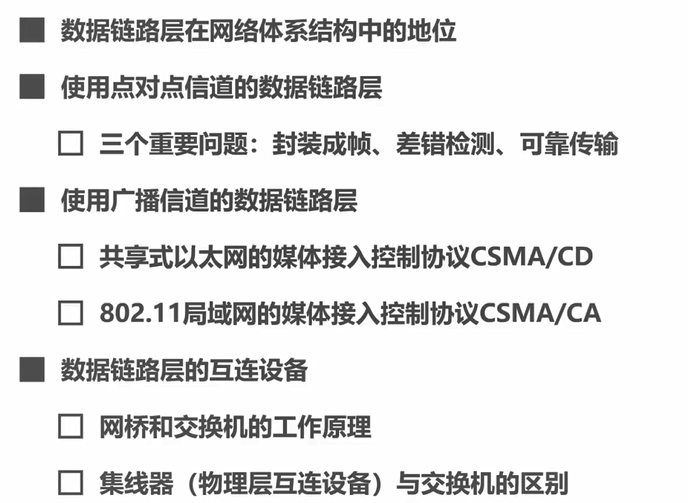 数据链路层在网络体系结构中的地位
使用点对点信道的数据链路层
三个重要问题：封装成帧、差错检测、可靠传输
使用广播信道的数据链路层
共享式以太网的媒体接入控制协议CSMA/CD
802.11局域网的媒体接入控制协议CSMA/CA
数据链路层的互连设备
网桥和交换机的工作原理
集线器（物理层互连设备）与交换机的区别